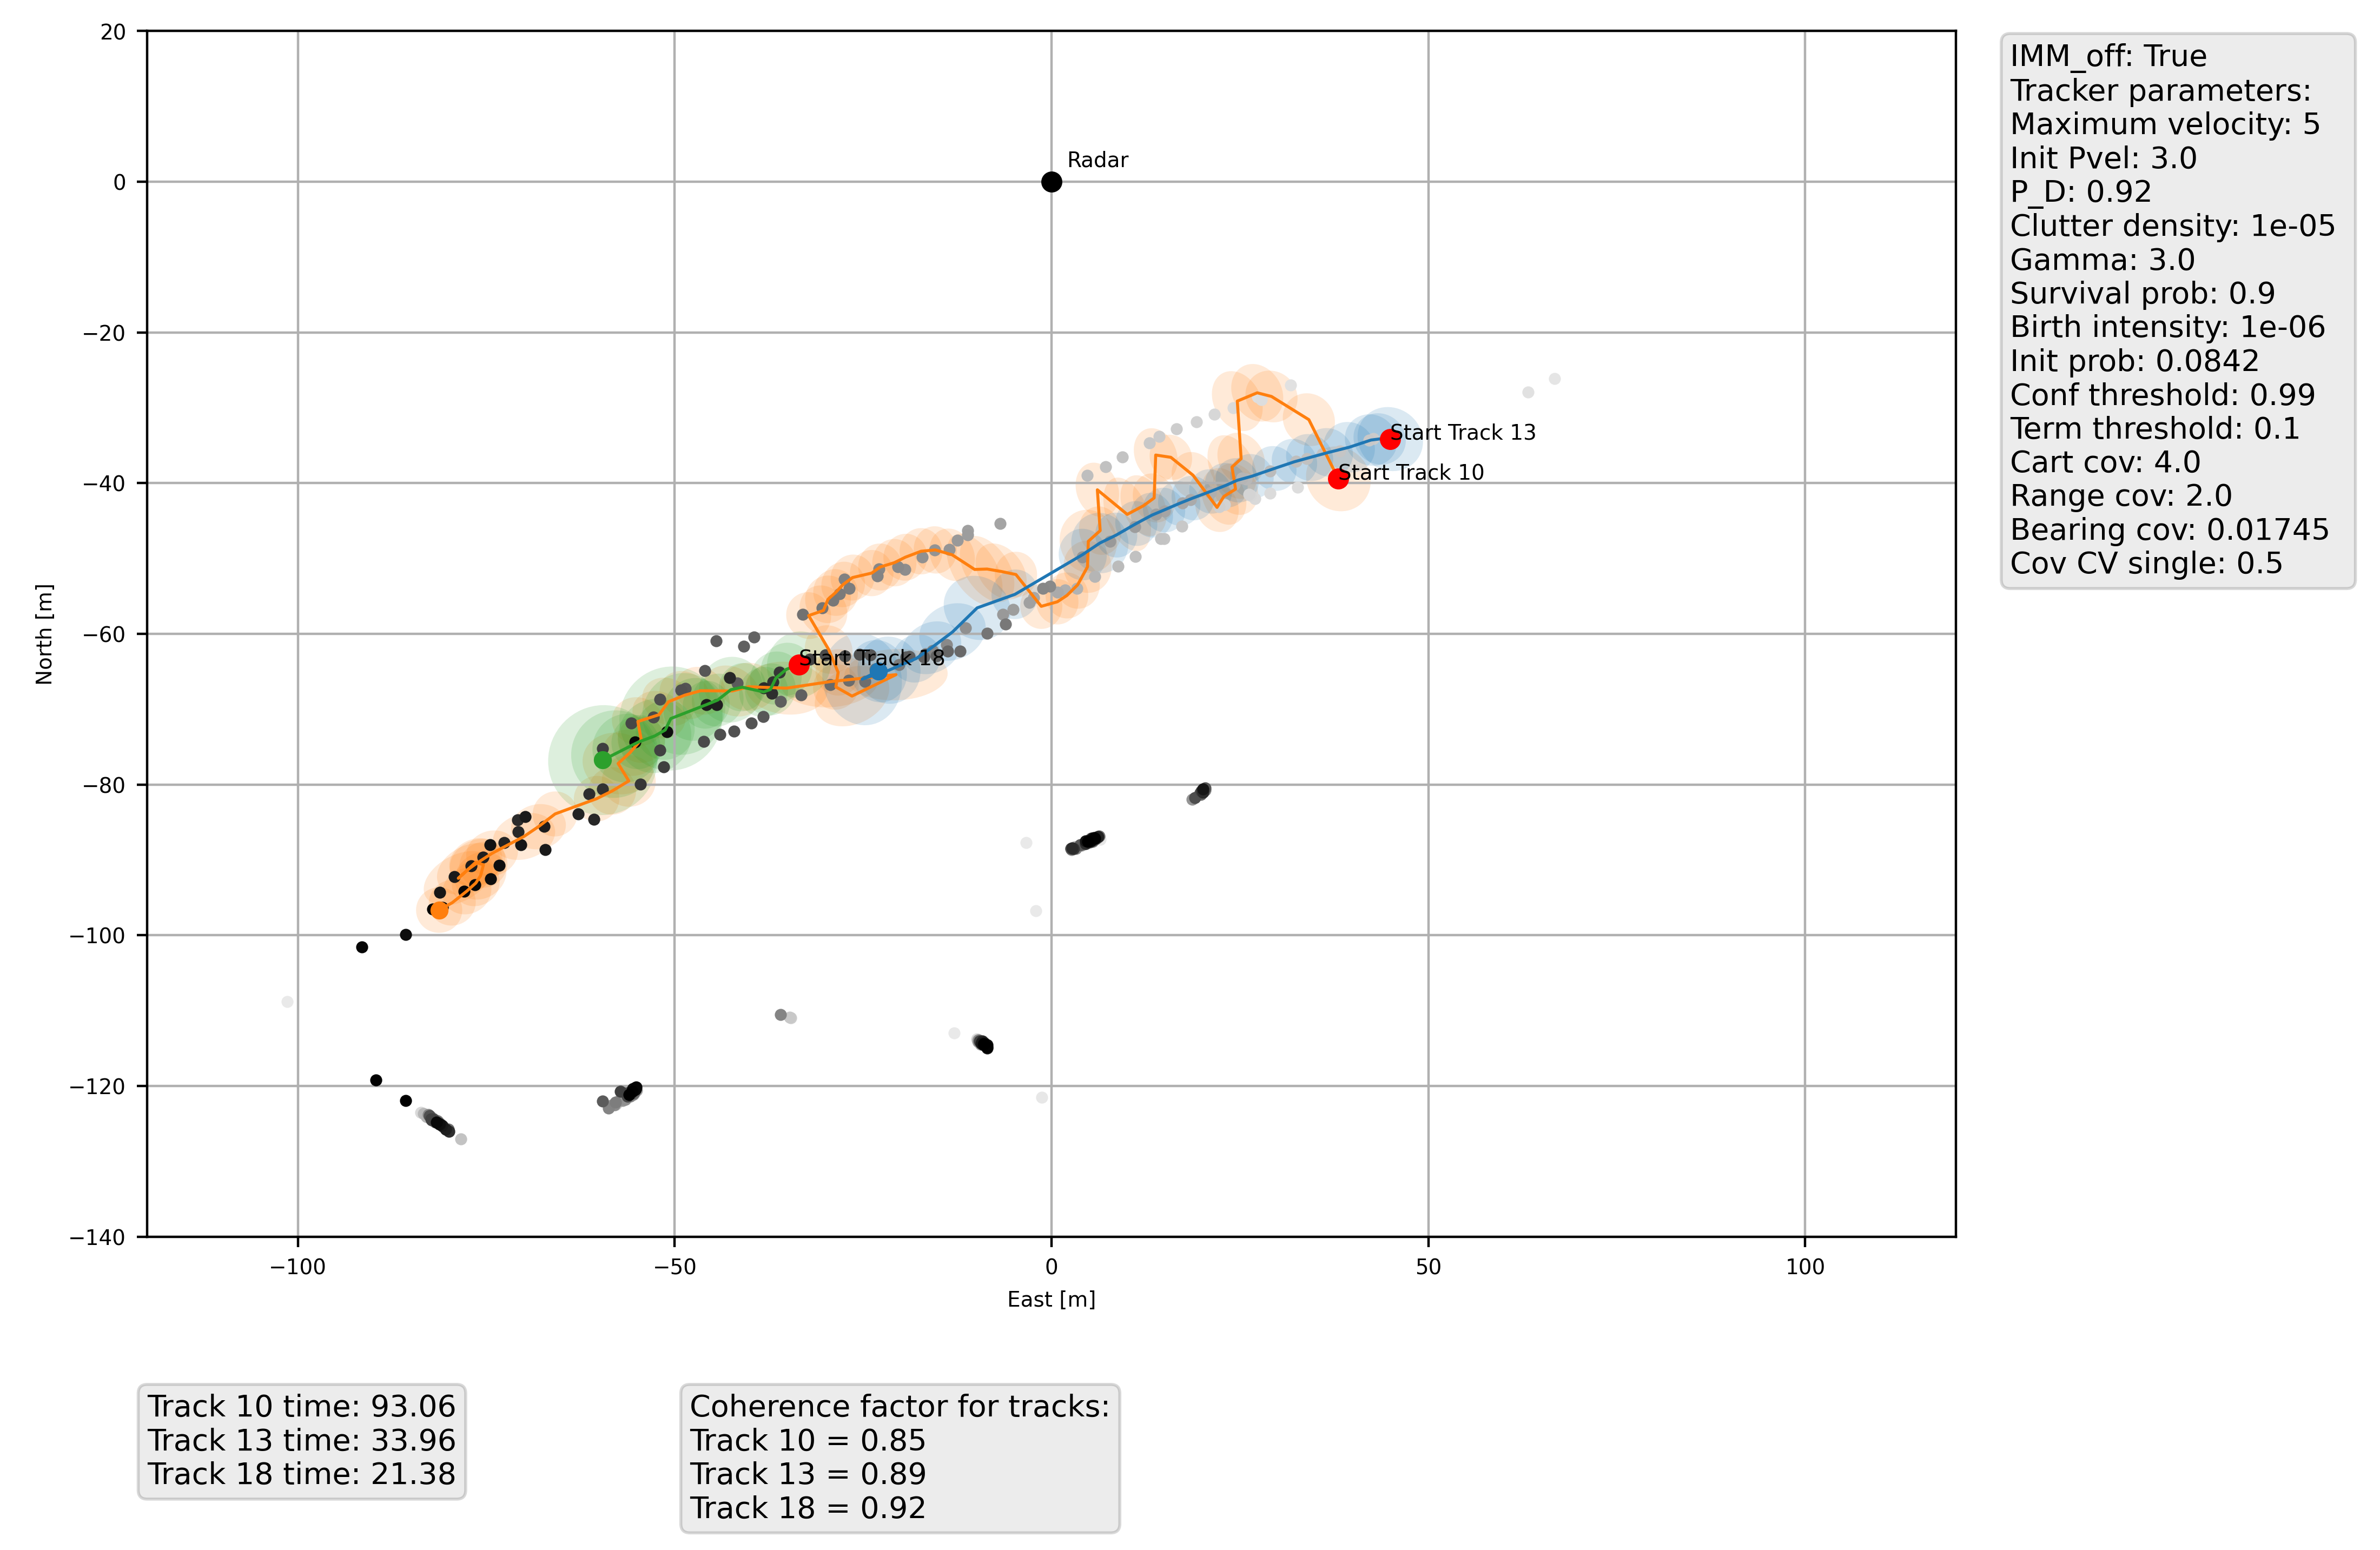 20
0
−20
−40
−60
−80
−100
−120
−140
−100
−50
0
50
100
North [m]
East [m]
Radar
Start Track 13
Start Track 10
Start Track 18
IMM_off: True
Tracker parameters:
Maximum velocity: 5
Init Pvel: 3.0
P_D: 0.92
Clutter density: 1e-05
Gamma: 3.0
Survival prob: 0.9
Birth intensity: 1e-06
Init prob: 0.0842
Conf threshold: 0.99
Term threshold: 0.1
Cart cov: 4.0
Range cov: 2.0
Bearing cov: 0.01745
Cov CV single: 0.5
Track 10 time: 93.06
Track 13 time: 33.96
Track 18 time: 21.38
Coherence factor for tracks:
Track 10 = 0.85
Track 13 = 0.89
Track 18 = 0.92